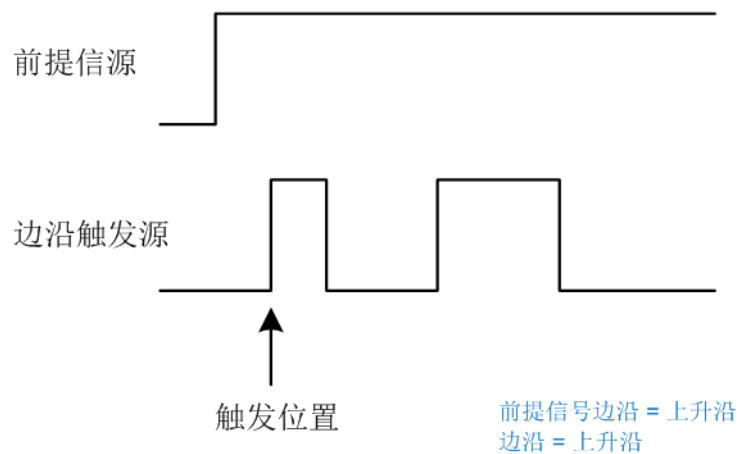 前提信源
边沿触发源
触发位置
前提信号边沿 = 上升沿
边沿 = 上升沿